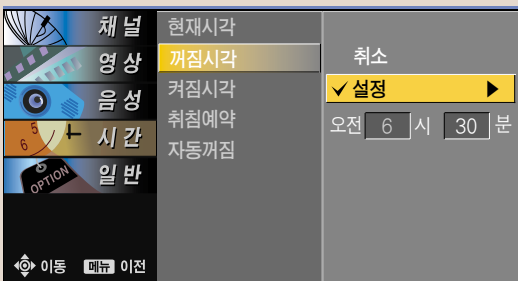 채널
영상
음성
시간
일반
5
6
OPTION
이동 메뉴 이전
현재시각
꺼짐시각
켜짐시각
취침예약
자동꺼짐
취소
설정
오전 6 시 30 분